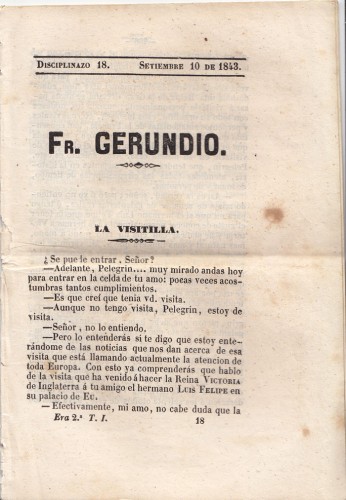 DISCIPLINAZO 18. SETIEMBRE 10 DE 1843.
FR. GERUNDIO.
LA VISITILLA.
¿Se pue le entrar, Señor?
—Adelante, Pelegrin.... muy mirado andas hoy
para entrar en la celda de tu amo: pocas veces acos-
tumbras tantos cumplimientos.
—Es que creí que tenia vd. visita.
—Aunque no tengo visita, Pelegrin, estoy de
visita.
—Señor, no lo entiendo.
—Pero lo entenderás si te digo que estoy ente-
rándome de las noticias que nos dan acerca de esa
visita que está llamando actualmente la atencion de
toda Europa. Con esto ya comprenderás que hablo
de la visita que ha venido á hacer la Reina VICTORIA
de Inglaterra á tu amigo el hermano LUIS FELIPE en
su palacio de EU.
—Efectivamente, mi amo, no cabe duda que la
Era 2.ª T. I. 18